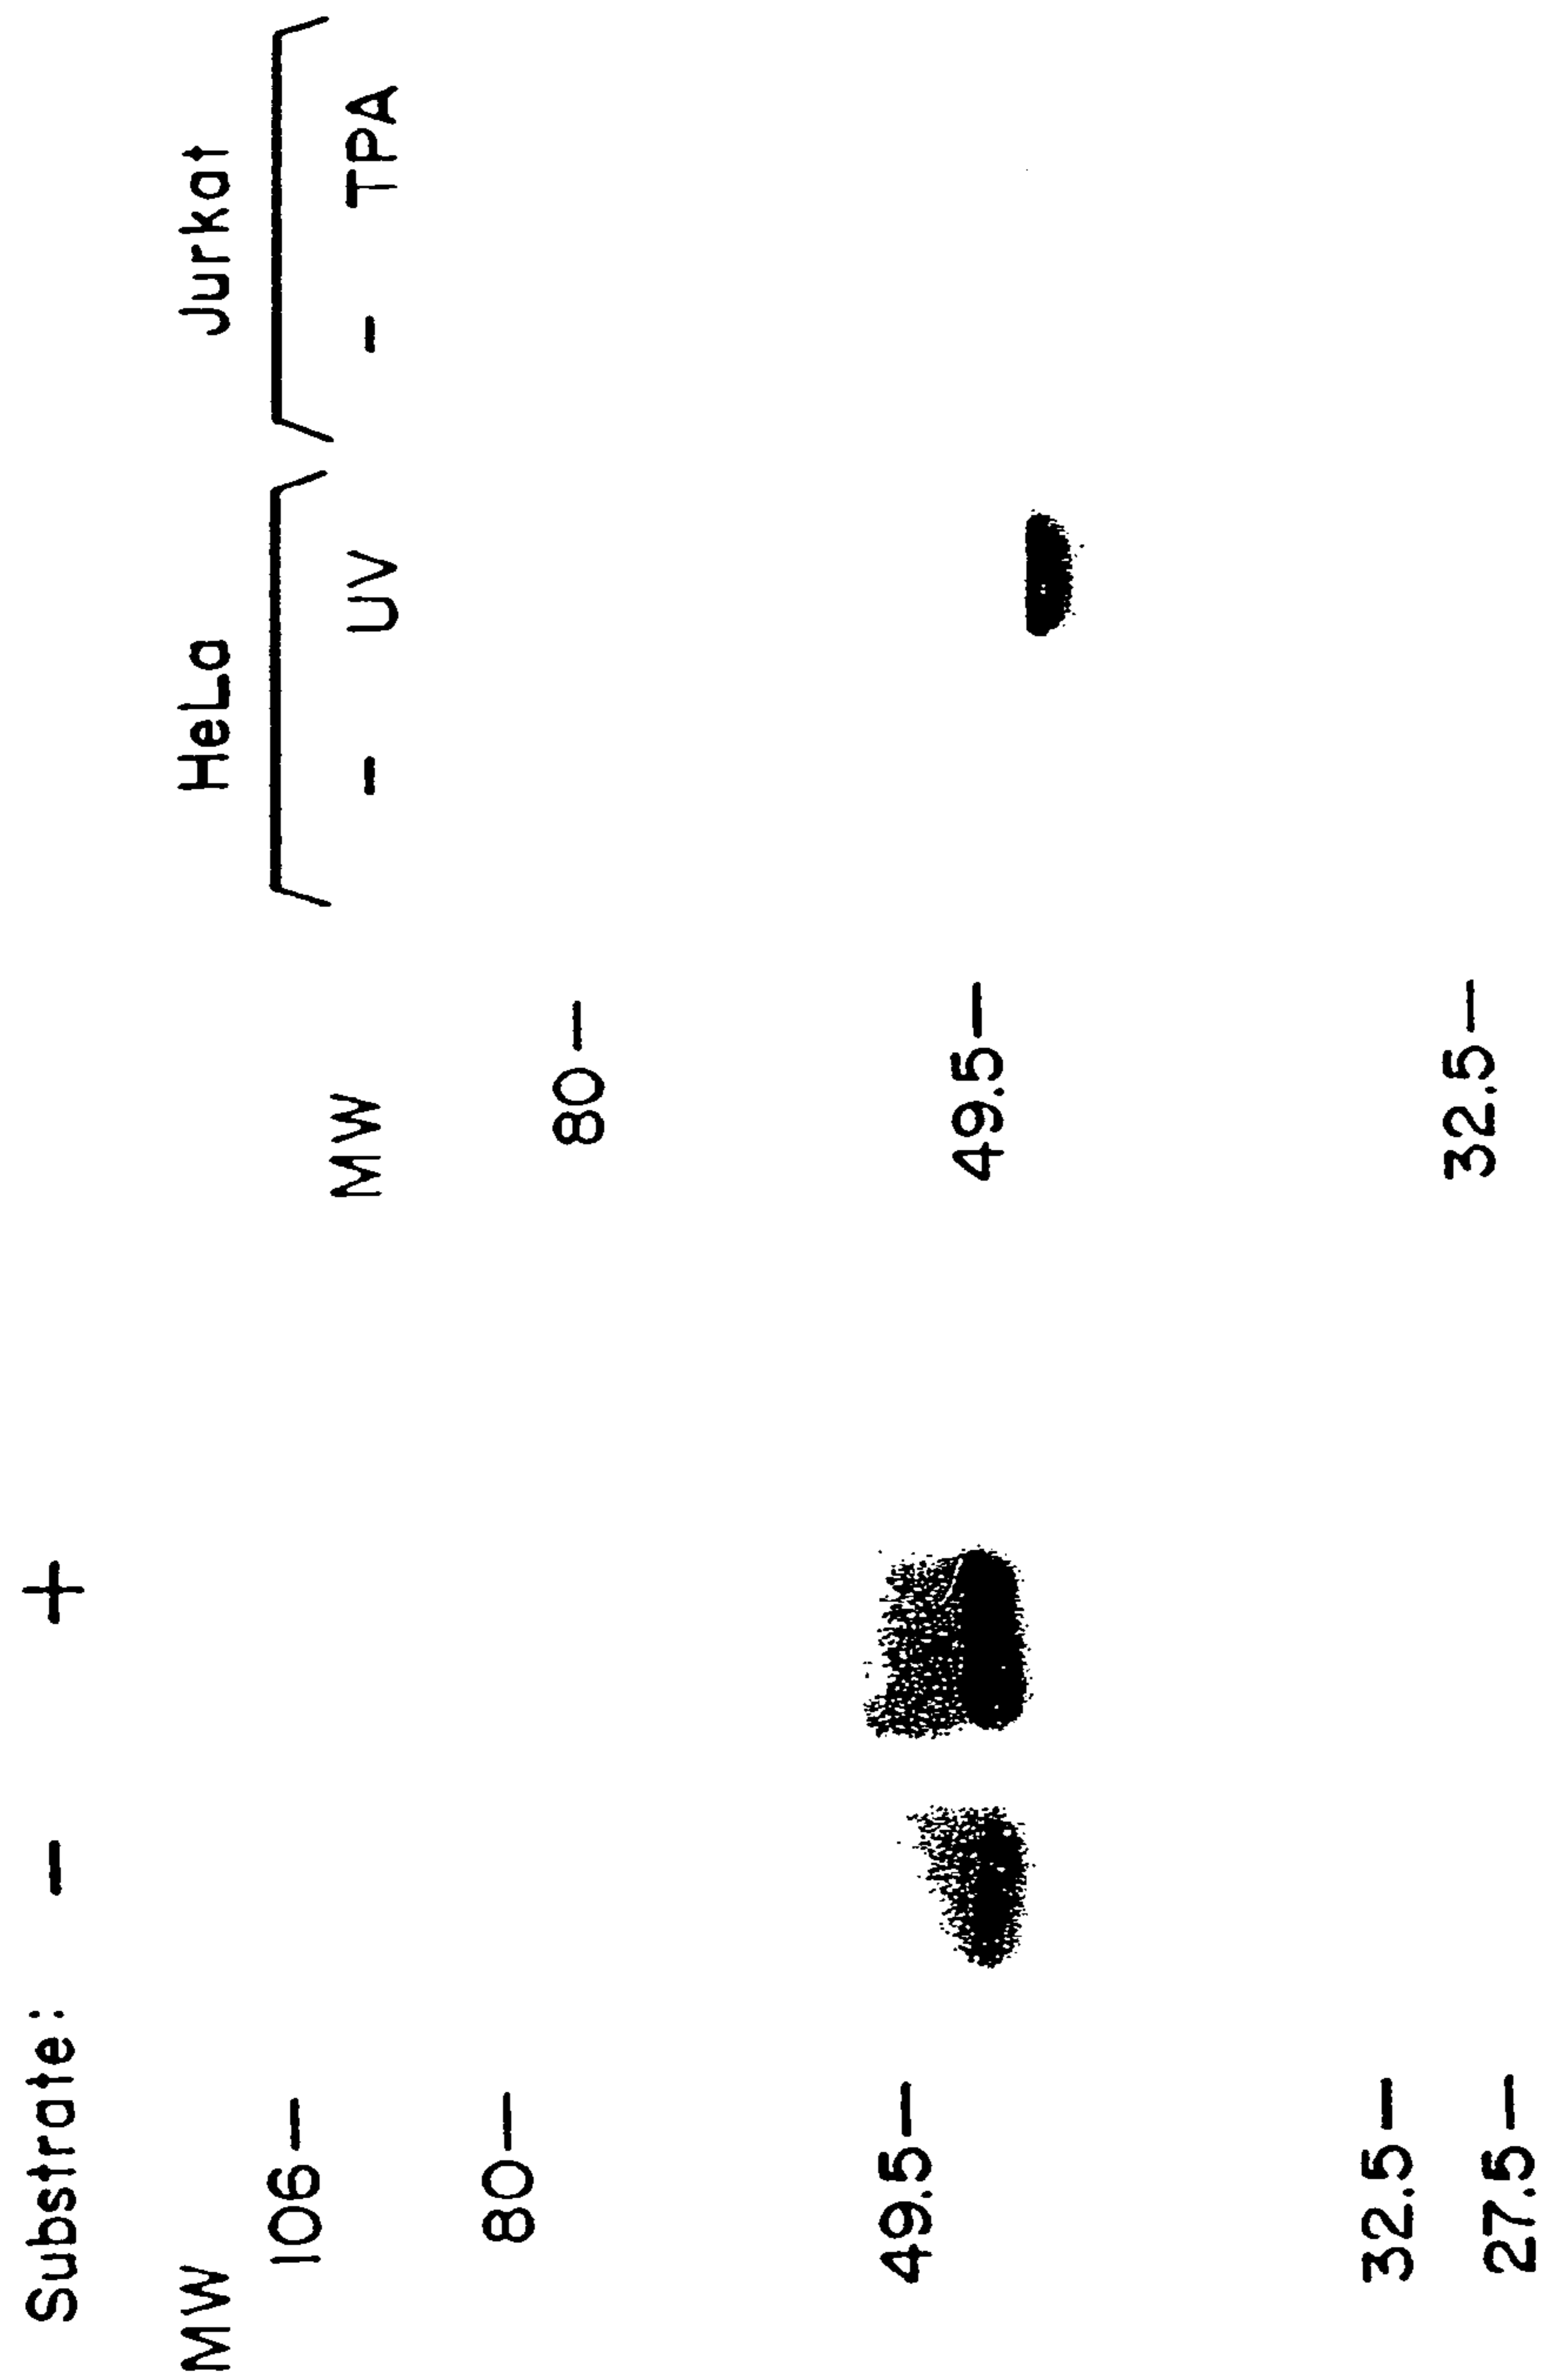 Substrate: - +
MW
106-
80-
49.5-
32.5-
27.5-
HeLa Jurkat
MW - UV - TPA
80-
49.5-
32.5-